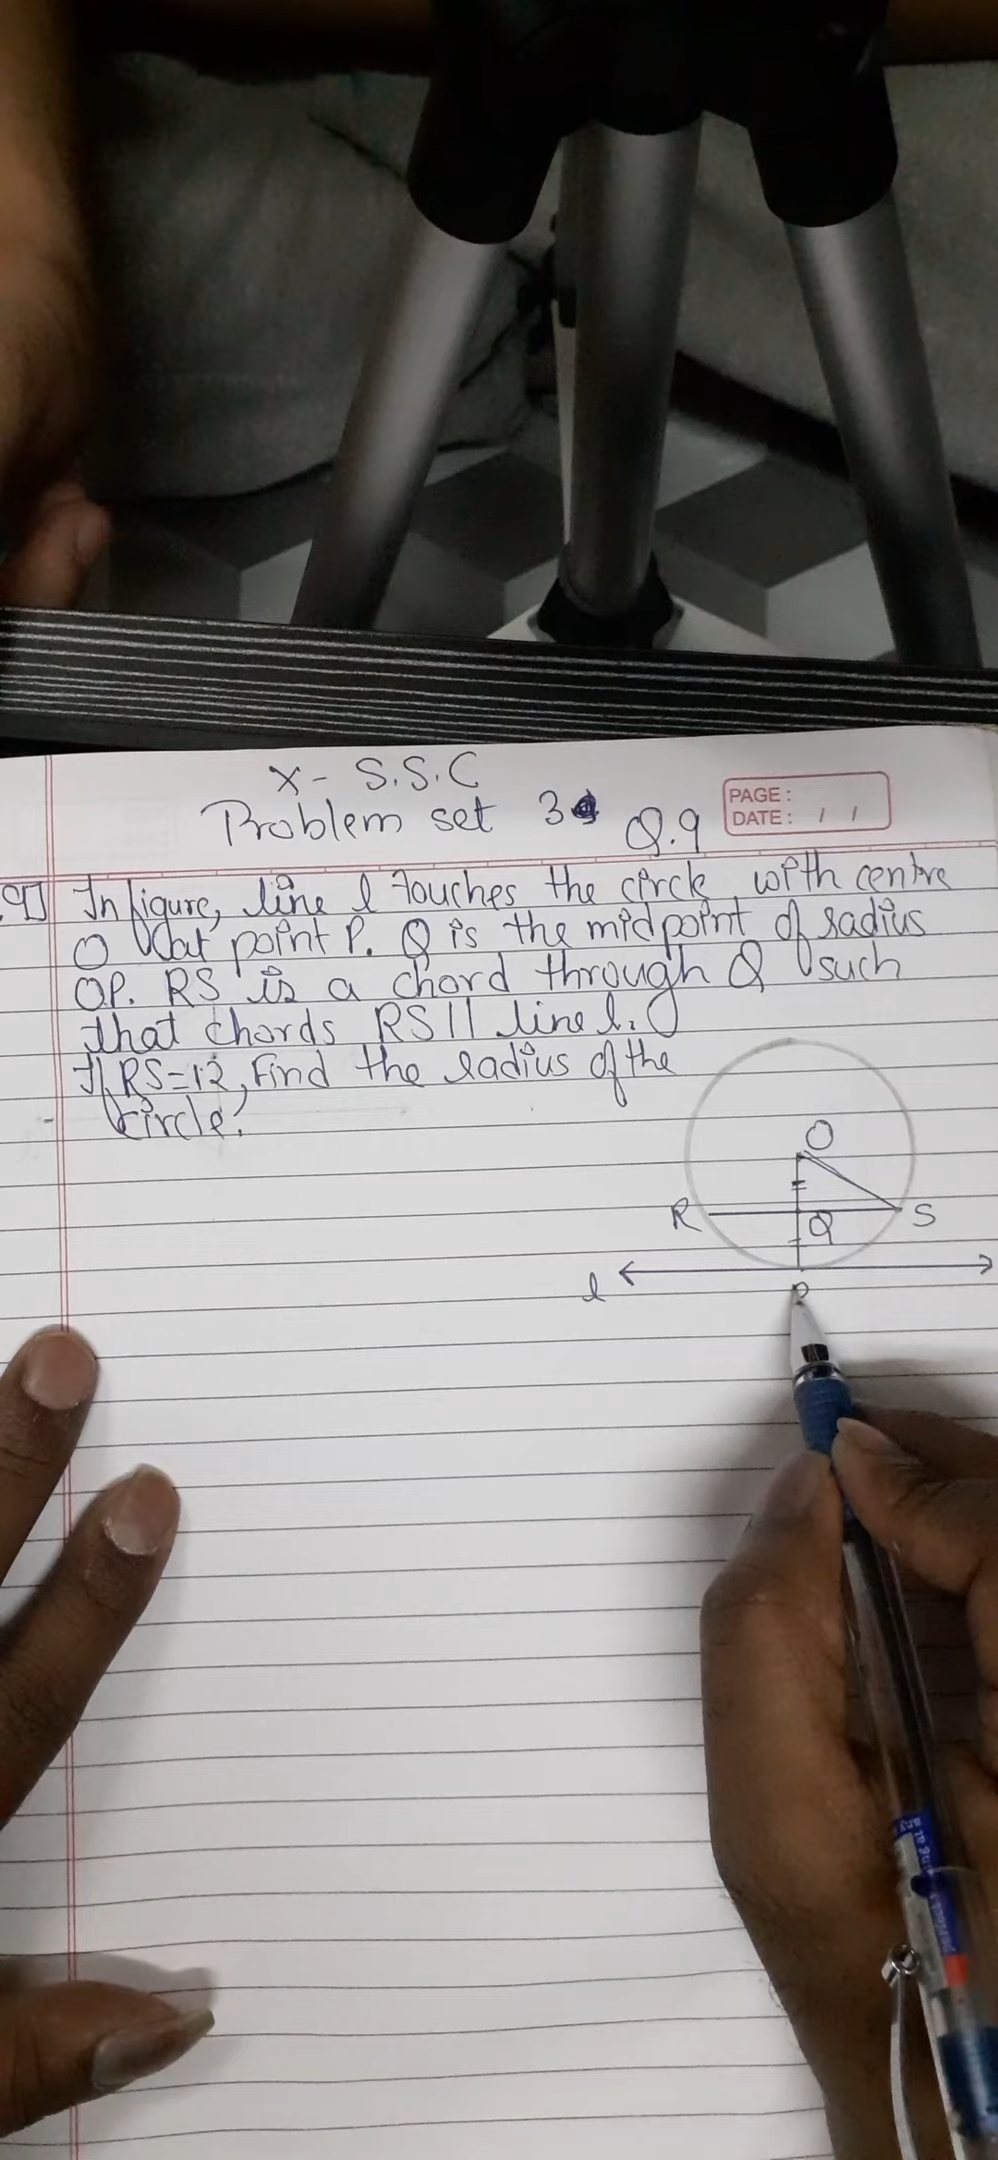 X- S.S.C
Problem set 3 Q.9
PAGE :
DATE : / /
9] In figure, line l touches the circle with centre
O at point P. Q is the midpoint of radius
OP. RS is a chord through Q such
that chords RS || line l.
If RS=12, Find the radius of the
circle.
O
R
Q
S
l
P